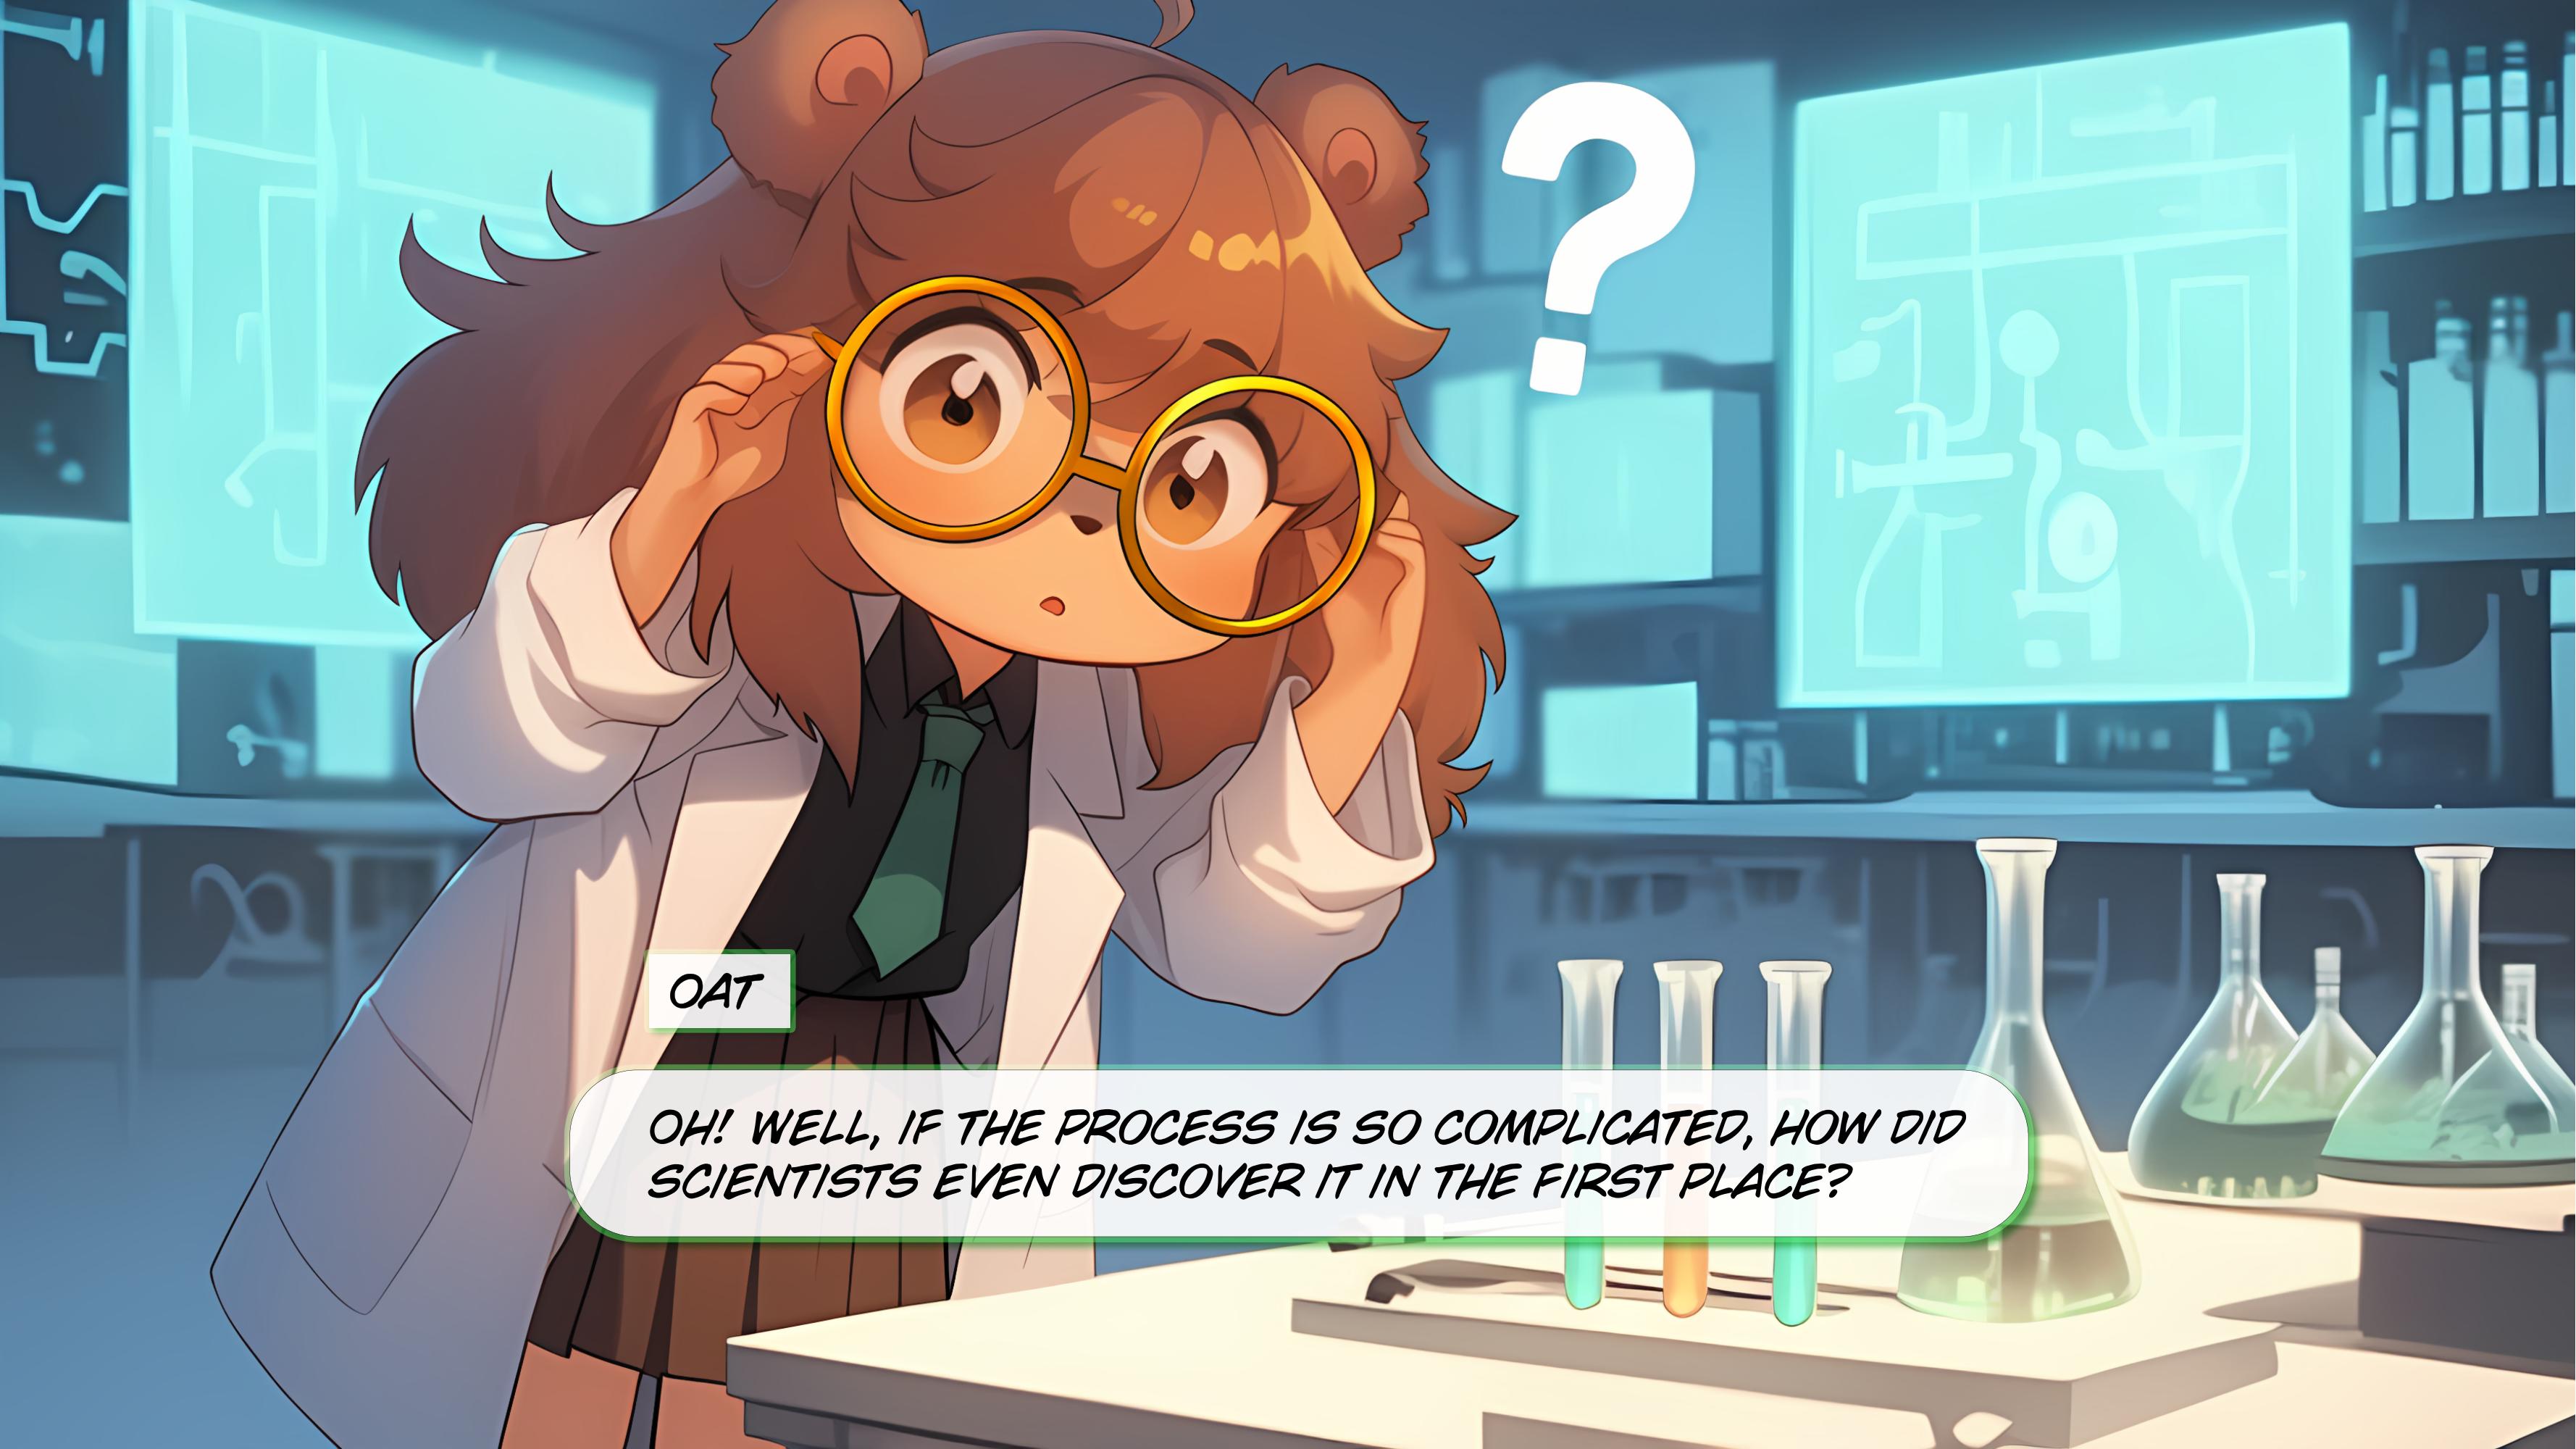 ?
OAT
OH! WELL, IF THE PROCESS IS SO COMPLICATED, HOW DID
SCIENTISTS EVEN DISCOVER IT IN THE FIRST PLACE?